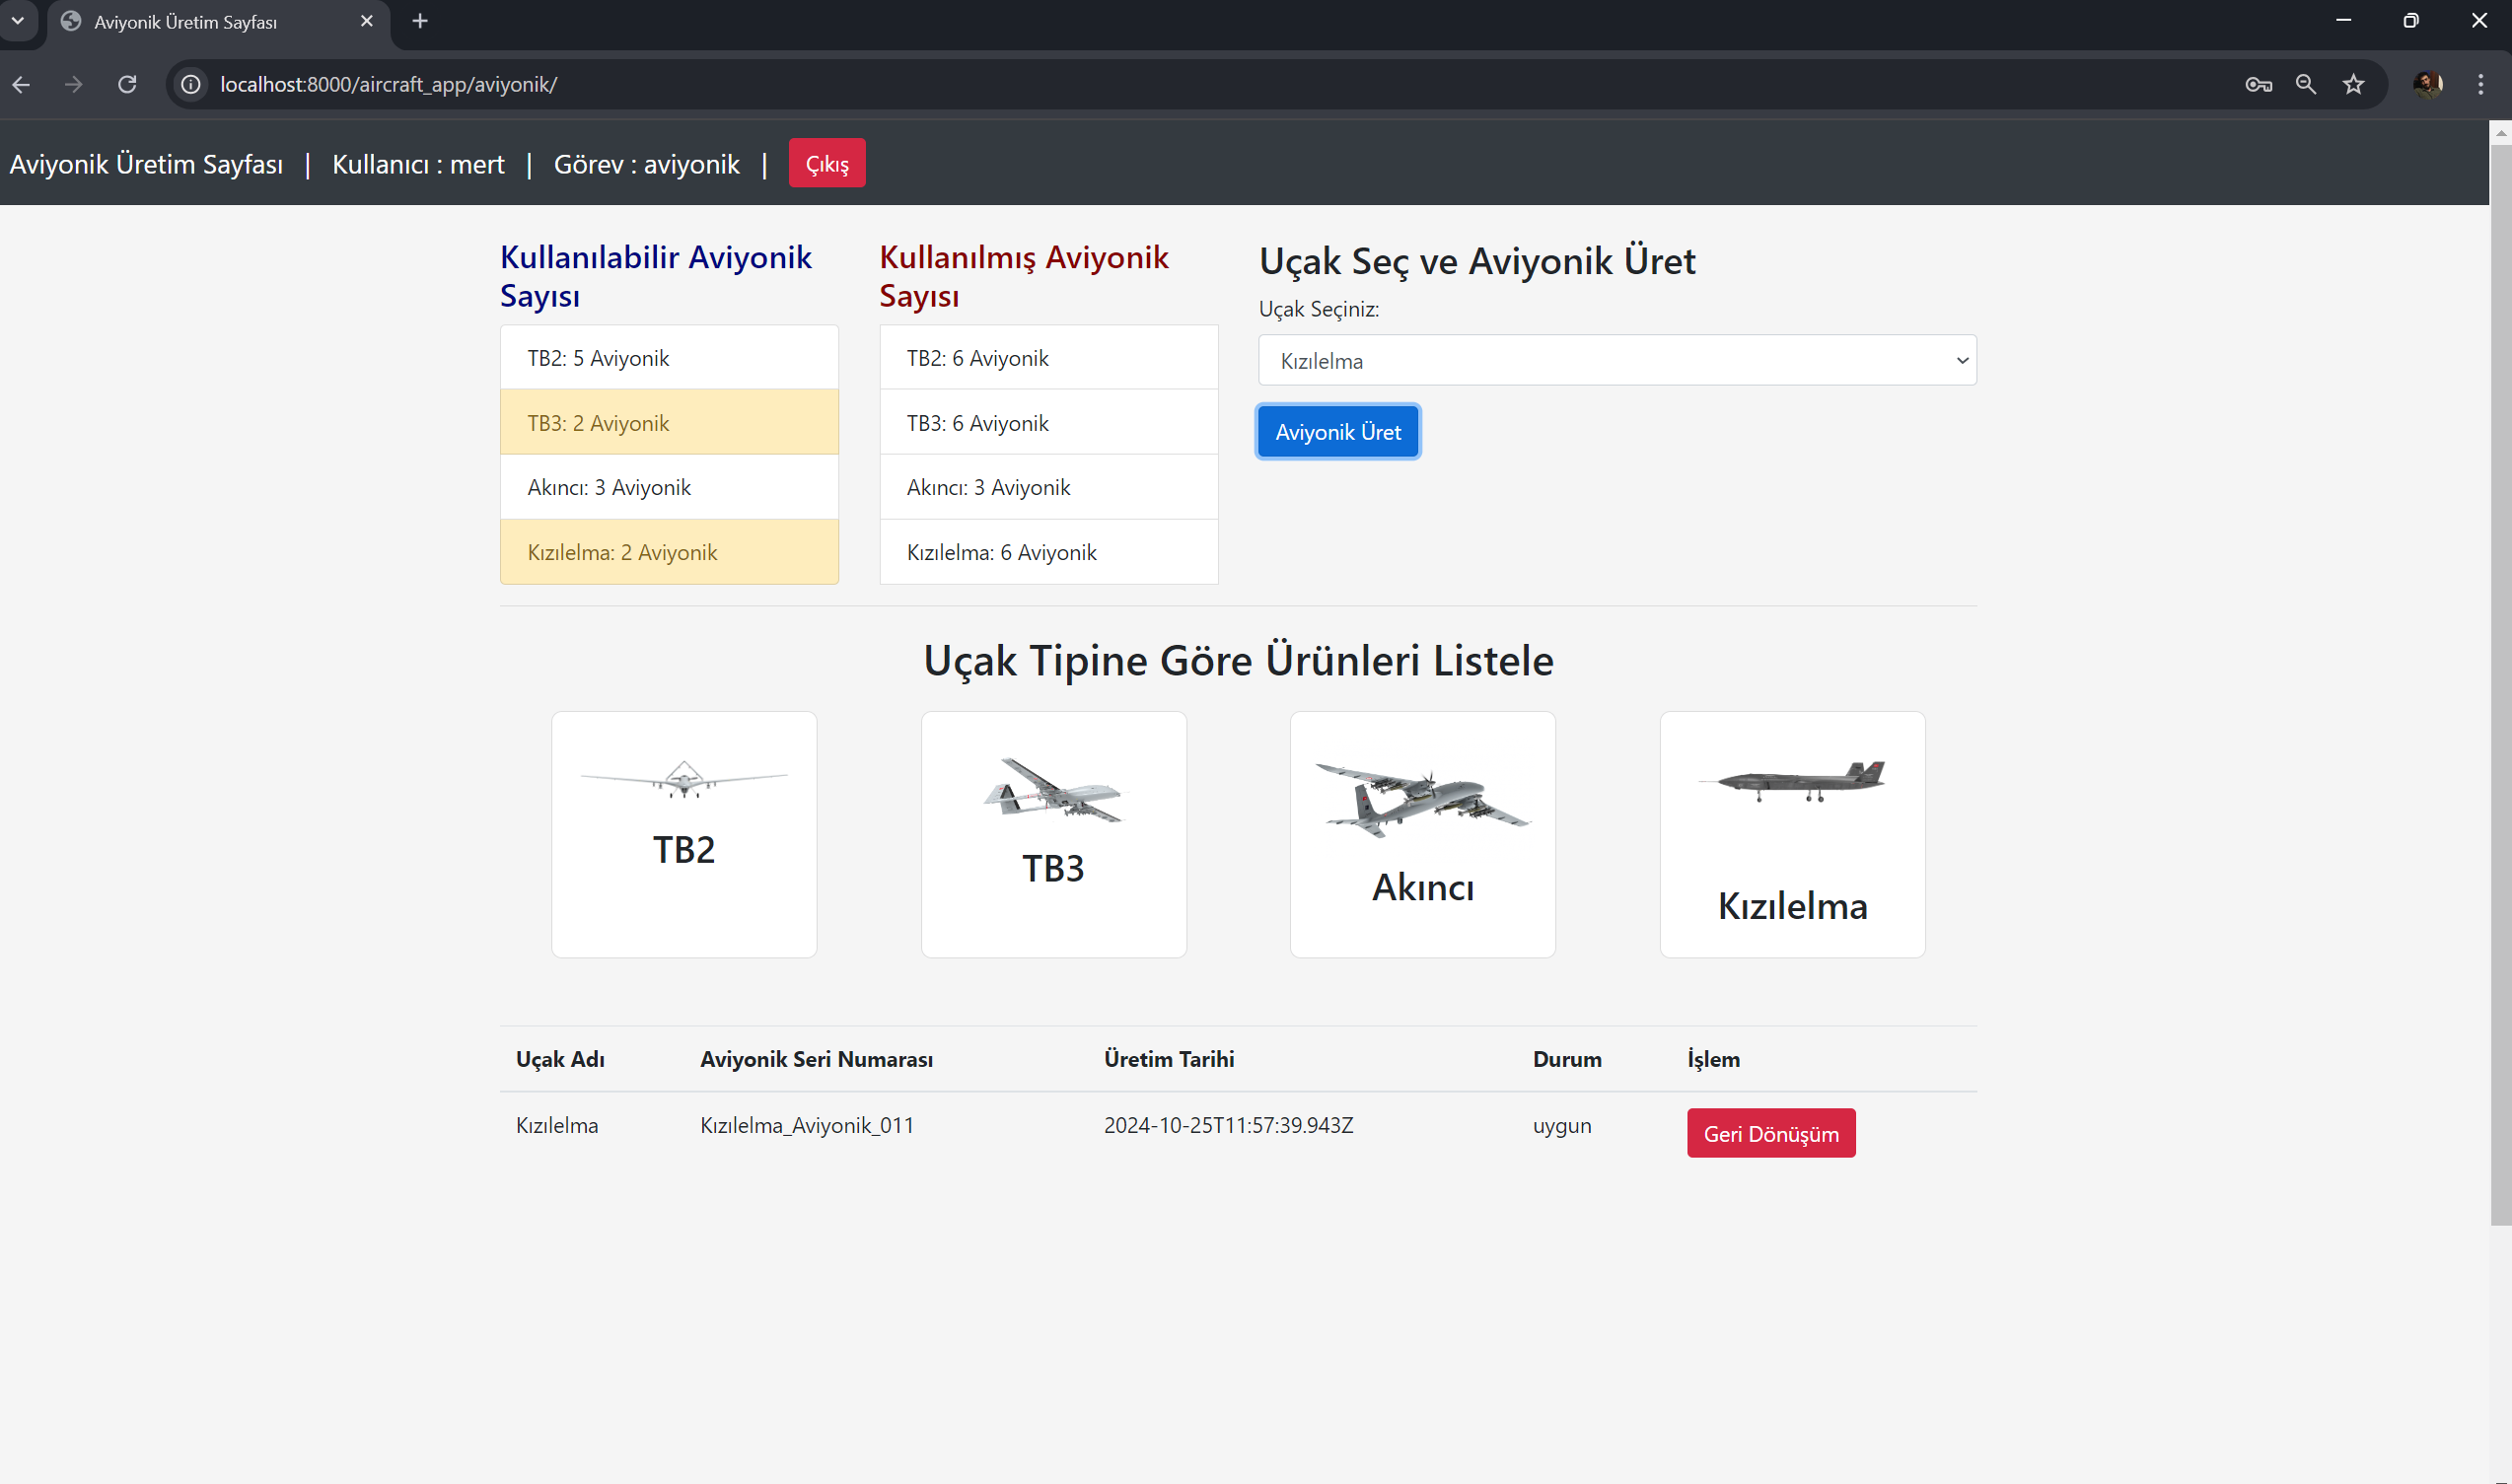 Aviyonik Üretim Sayfası
localhost:8000/aircraft_app/aviyonik/
Aviyonik Üretim Sayfası | Kullanıcı : mert | Görev : aviyonik | Çıkış
Kullanılabilir Aviyonik
Sayısı
TB2: 5 Aviyonik
TB3: 2 Aviyonik
Akıncı: 3 Aviyonik
Kızılelma: 2 Aviyonik
Kullanılmış Aviyonik
Sayısı
TB2: 6 Aviyonik
TB3: 6 Aviyonik
Akıncı: 3 Aviyonik
Kızılelma: 6 Aviyonik
Uçak Seç ve Aviyonik Üret
Uçak Seçiniz:
Kızılelma
Aviyonik Üret
Uçak Tipine Göre Ürünleri Listele
TB2
TB3
Akıncı
Kızılelma
Uçak Adı Aviyonik Seri Numarası Üretim Tarihi Durum İşlem
Kızılelma Kızılelma_Aviyonik_011 2024-10-25T11:57:39.943Z uygun Geri Dönüşüm